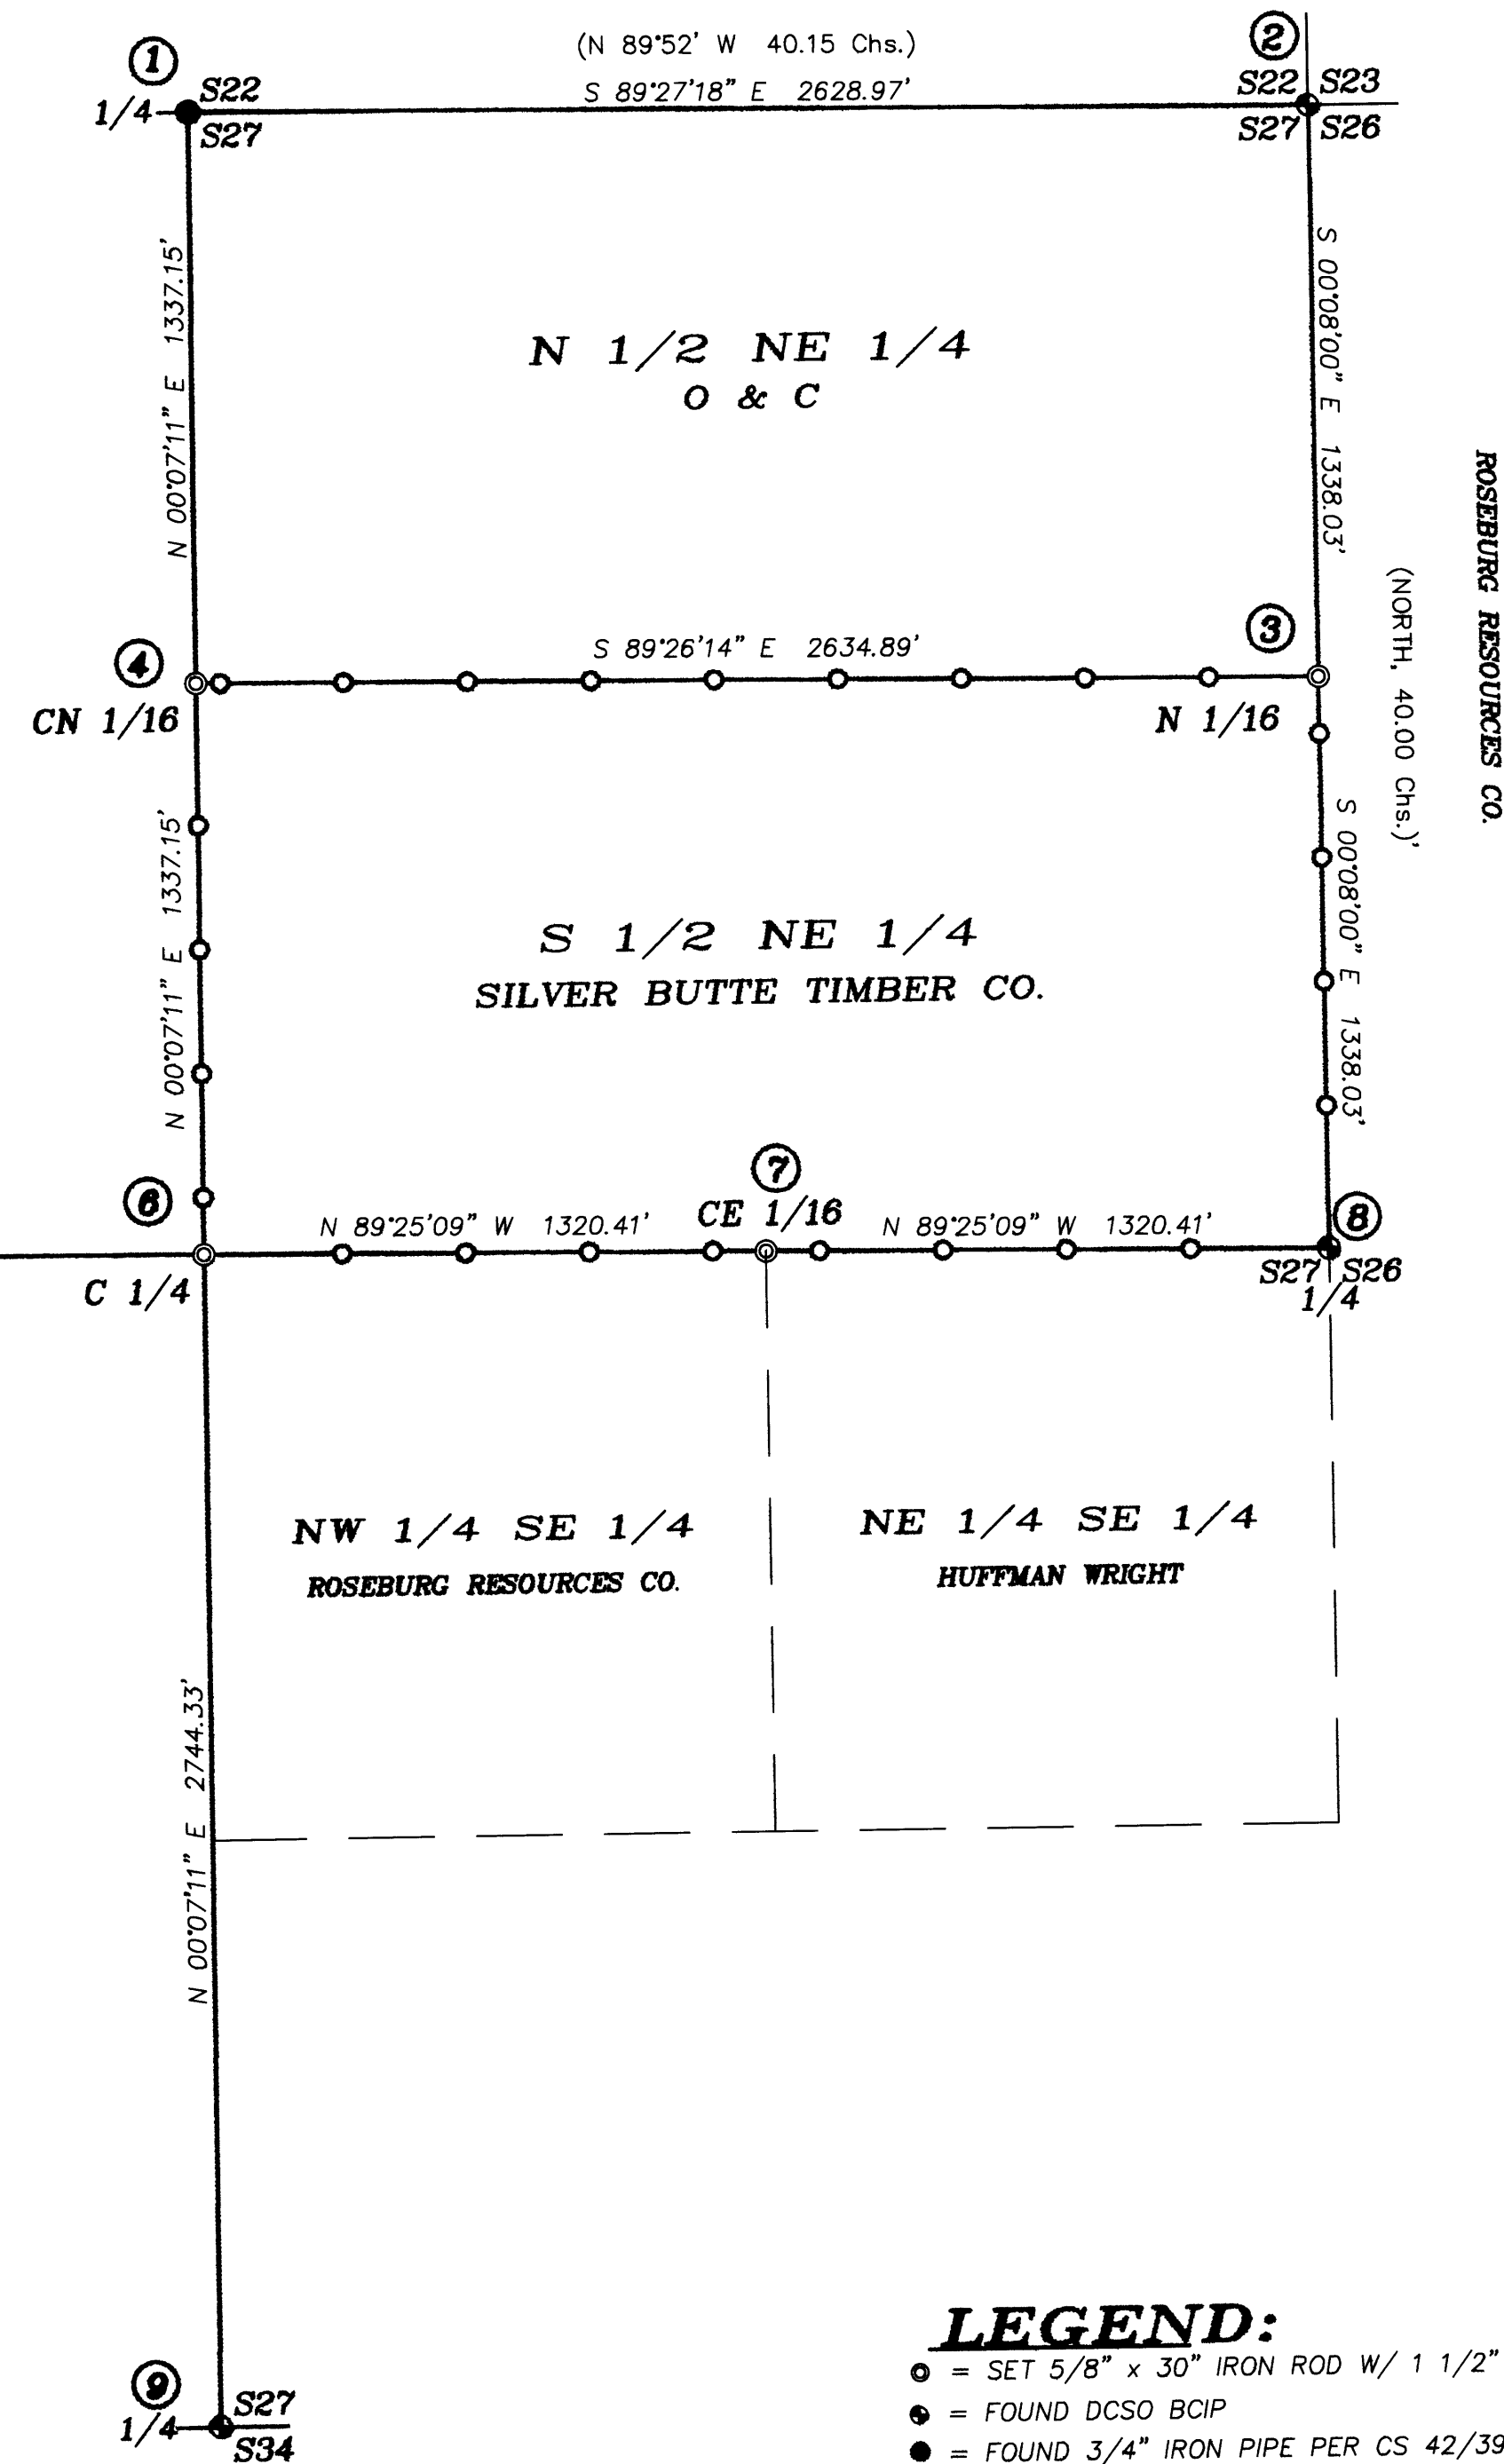 (N 89°52' W 40.15 Chs.)
S 89°27'18" E 2628.97'
1
2
1/4
S22
S27
S22
S23
S27
S26
N 00°07'11" E 1337.15'
S 00°08'00" E 1338.03'
N 1/2 NE 1/4
O & C
ROSEBURG RESOURCES CO.
(NORTH, 40.00 Chs.)'
4
S 89°26'14" E 2634.89'
3
CN 1/16
N 1/16
N 00°07'11" E 1337.15'
S 00°08'00" E 1338.03'
S 1/2 NE 1/4
SILVER BUTTE TIMBER CO.
6
N 89°25'09" W 1320.41'
7
CE 1/16
N 89°25'09" W 1320.41'
8
C 1/4
S27
S26
1/4
NW 1/4 SE 1/4
ROSEBURG RESOURCES CO.
NE 1/4 SE 1/4
HUFFMAN WRIGHT
N 00°07'11" E 2744.33'
9
1/4
S27
S34
LEGEND:
= SET 5/8" x 30" IRON ROD W/ 1 1/2"
= FOUND DCSO BCIP
= FOUND 3/4" IRON PIPE PER CS 42/39